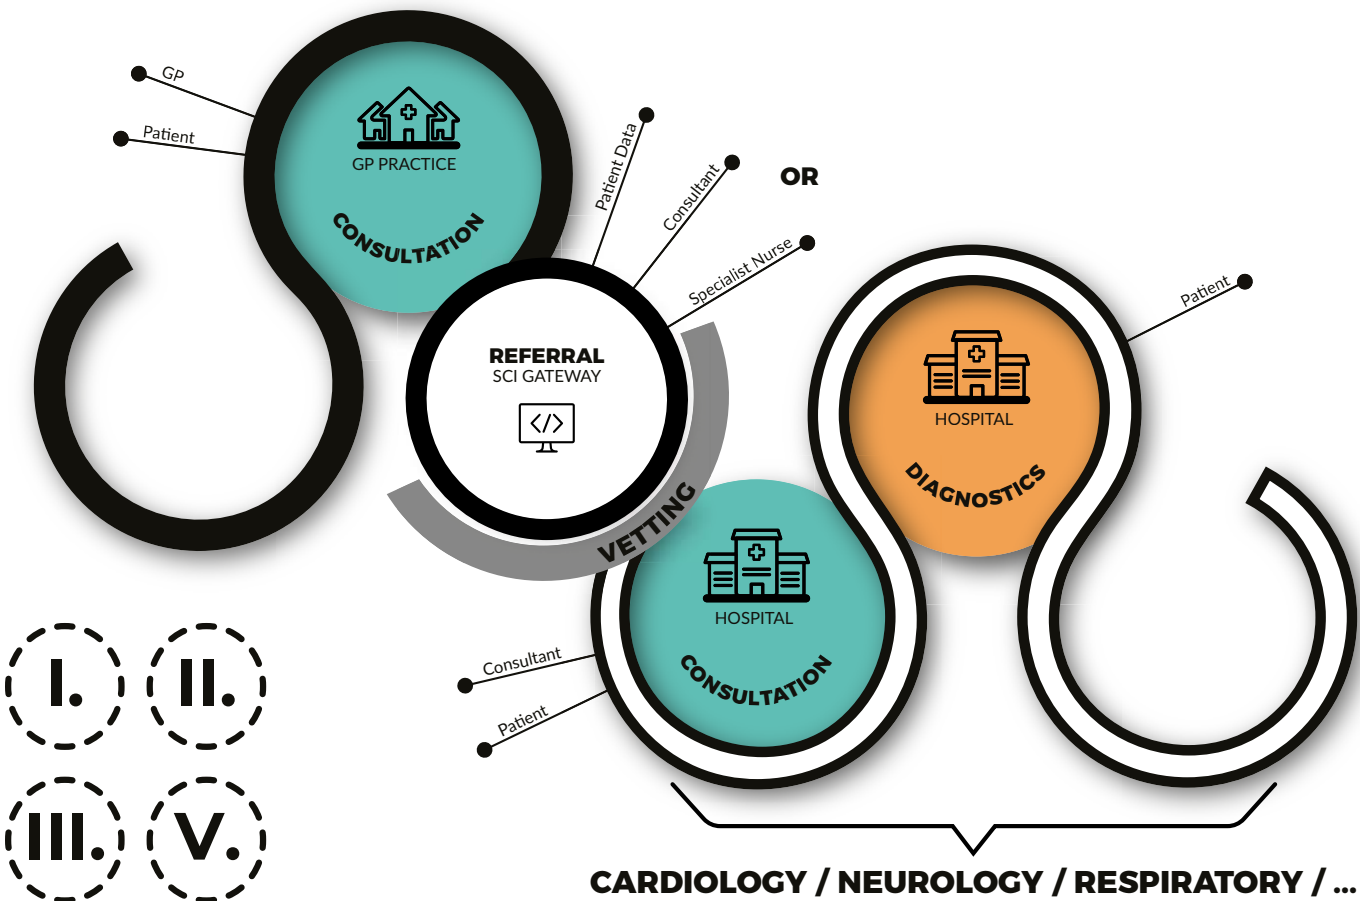 GP
Patient
GP PRACTICE
CONSULTATION
Patient Data
Consultant
OR
Specialist Nurse
REFERRAL
SCI GATEWAY
</>
VETTING
Patient
HOSPITAL
DIAGNOSTICS
HOSPITAL
CONSULTATION
Consultant
Patient
I.
II.
III.
V.
CARDIOLOGY / NEUROLOGY / RESPIRATORY / ...